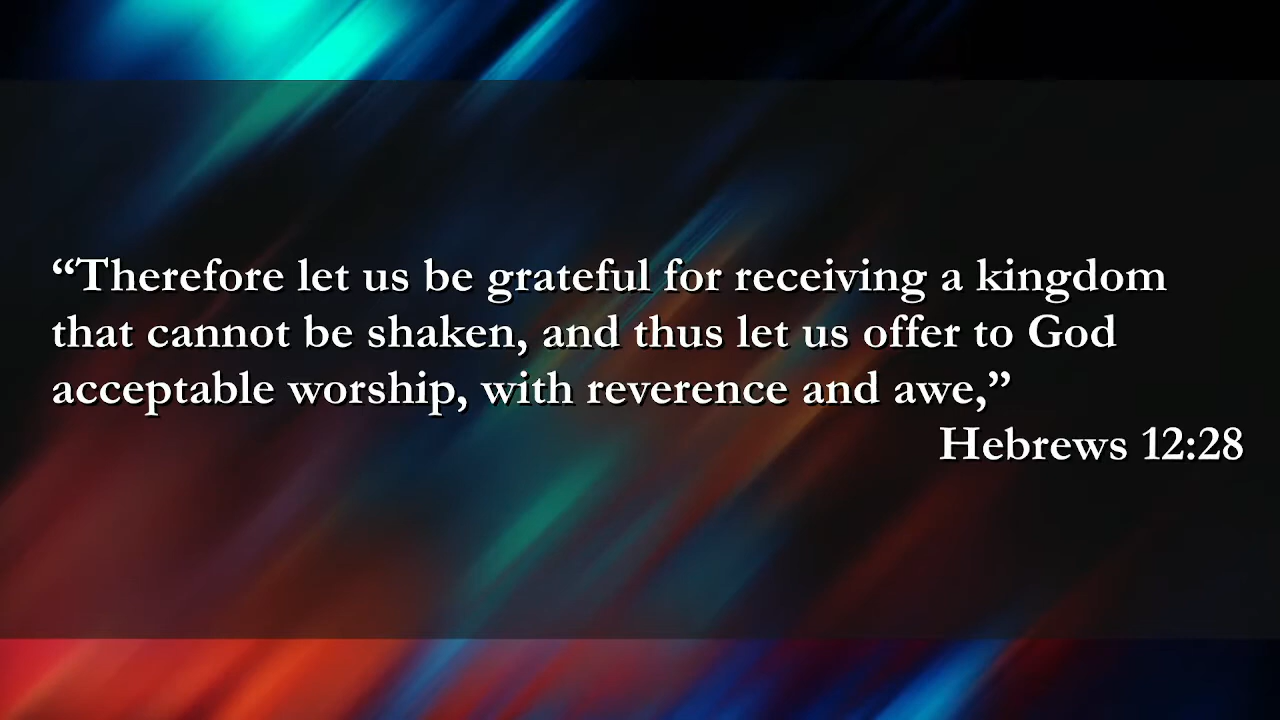 “Therefore let us be grateful for receiving a kingdom
that cannot be shaken, and thus let us offer to God
acceptable worship, with reverence and awe,”
Hebrews 12:28